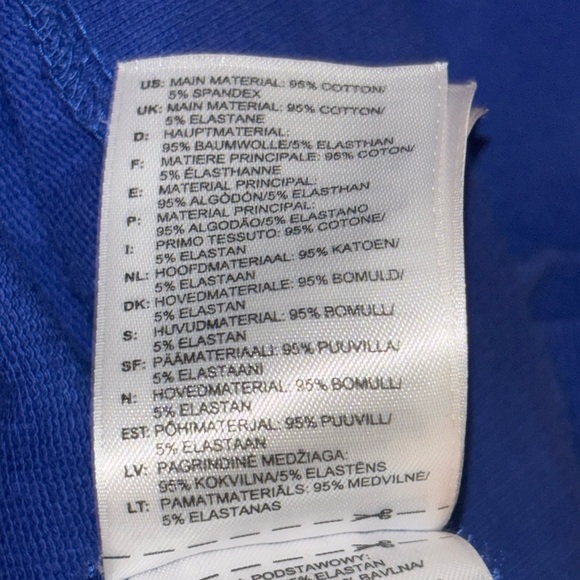 US: MAIN MATERIAL: 95% COTTON/
5% SPANDEX
UK: MAIN MATERIAL: 95% COTTON/
5% ELASTANE
D: HAUPTMATERIAL:
95% BAUMWOLLE/5% ELASTHAN
F: MATIÈRE PRINCIPALE: 95% COTON/
5% ÉLASTHANNE
E: MATERIAL PRINCIPAL:
95% ALGODÓN/5% ELASTHAN
P: MATERIAL PRINCIPAL:
95% ALGODÃO/5% ELASTANO
I: PRIMO TESSUTO: 95% COTONE/
5% ELASTAN
NL: HOOFDMATERIAAL: 95% KATOEN/
5% ELASTAAN
DK: HOVEDMATERIALE: 95% BOMULD/
5% ELASTAN
S: HUVUDMATERIAL: 95% BOMULL/
5% ELASTAN
SF: PÄÄMATERIAALI: 95% PUUVILLA/
5% ELASTAANI
N: HOVEDMATERIAL: 95% BOMULL/
5% ELASTAN
EST: PÕHIMATERJAL: 95% PUUVILL/
5% ELASTAAN
LV: PAGRINDINĖ MEDŽIAGA:
95% KOKVILNA/5% ELASTĒNS
LT: PAMATMATERIĀLS: 95% MEDVILNĖ/
5% ELASTANAS
PODSTAWOWY:
ELASTAN
BAVLNA/